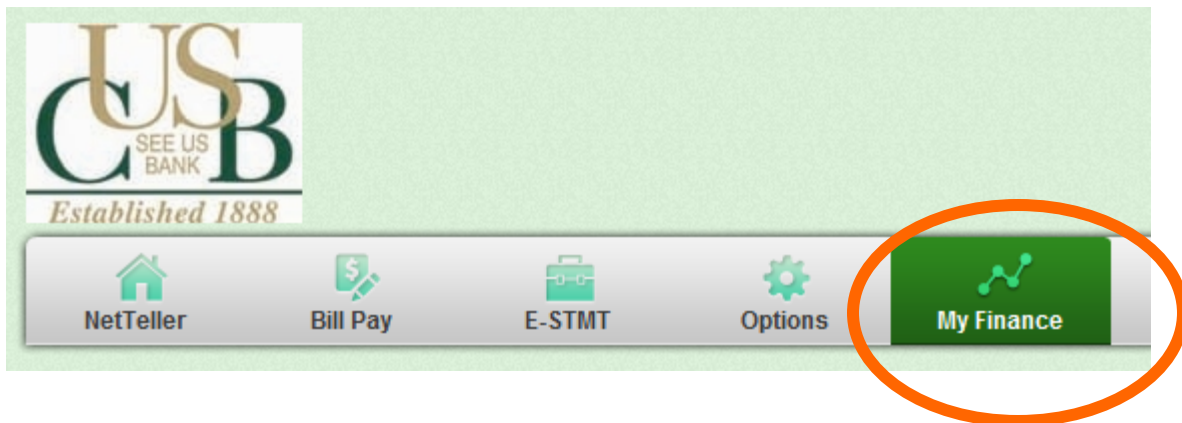 CUSB
SEE US
BANK
Established 1888
NetTeller
$
Bill Pay
E-STMT
Options
My Finance